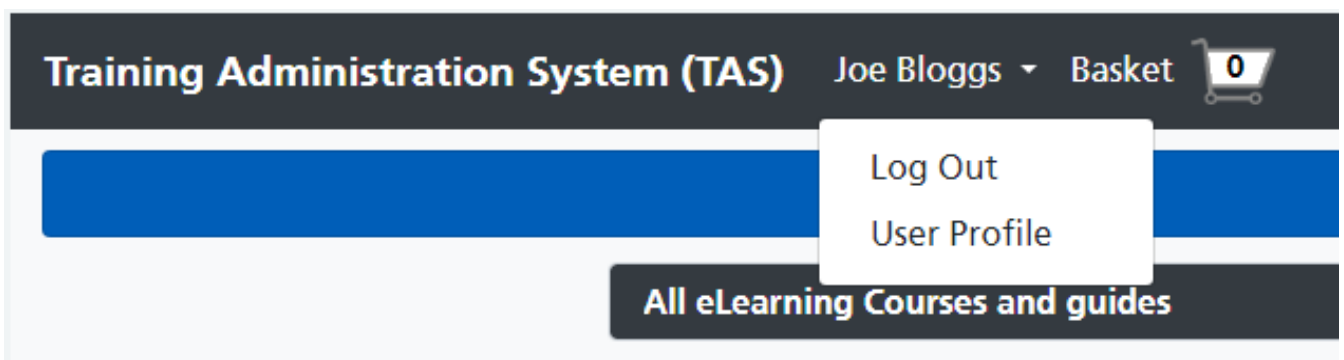 Training Administration System (TAS) Joe Bloggs Basket 0
Log Out
User Profile
All eLearning Courses and guides